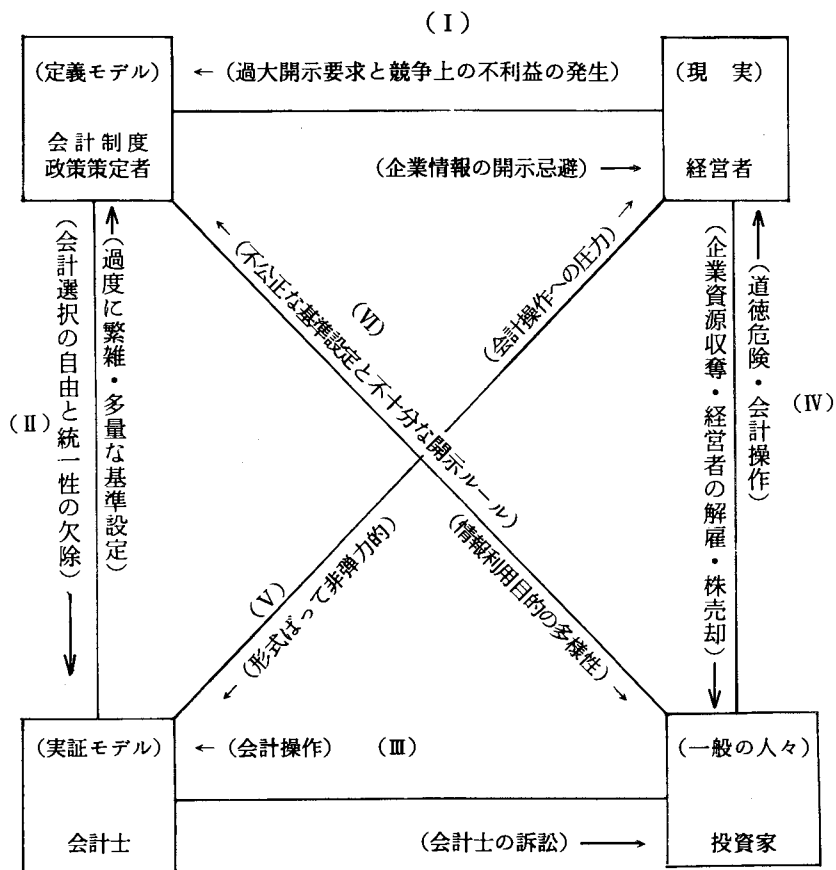 （Ⅰ）
（定義モデル）
←（過大開示要求と競争上の不利益の発生）
（現　実）
会計制度
政策策定者
（企業情報の開示忌避）→
経営者
（会計選択の自由と統一性の欠除）→
←（過度に繁雑・多量な基準設定）
（Ⅱ）
←（不公正な基準設定と不十分な開示ルール）
（Ⅵ）
（会計操作への圧力）→
（企業資源収奪・経営者の解雇・株売却）→
←（道徳危険・会計操作）
（Ⅳ）
（Ⅴ）
←（形式ばって非弾力的）
（情報利用目的の多様性）→
（実証モデル）
←（会計操作）
（Ⅲ）
（一般の人々）
会計士
（会計士の訴訟）→
投資家